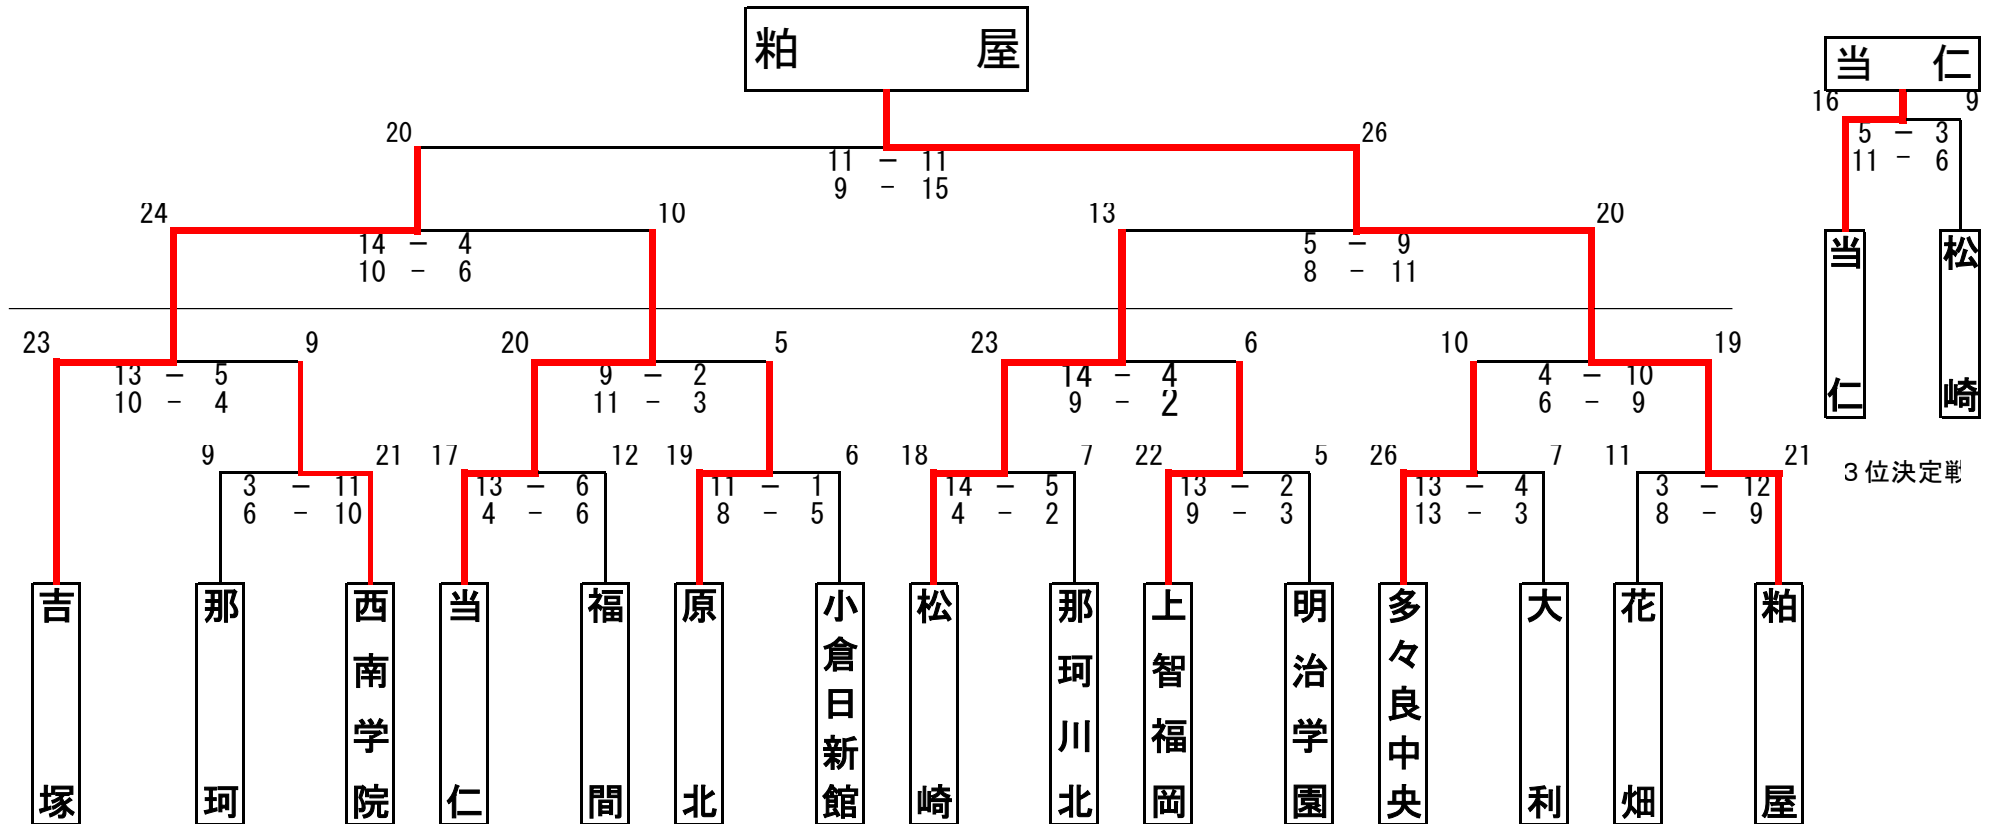 粕屋
当仁
16 9
5 － 3
11 － 6
20 26
11 － 11
9 － 15
24 10 13 20
14 － 4 5 － 9
10 － 6 8 － 11
当仁 松崎
23 9 20 5 23 6 10 19
13 － 5 9 － 2 14 － 4 4 － 10
10 － 4 11 － 3 9 － 2 6 － 9
9 21 17 12 19 6 18 7 22 5 26 7 11 21
3位決定戦
3 － 11 13 － 6 11 － 1 14 － 5 13 － 2 13 － 4 3 － 12
6 － 10 4 － 6 8 － 5 4 － 2 9 － 3 13 － 3 8 － 9
吉塚
那珂
西南学院
当仁
福間
原北
小倉日新館
松崎
那珂川北
上智福岡
明治学園
多々良中央
大利
花畑
粕屋